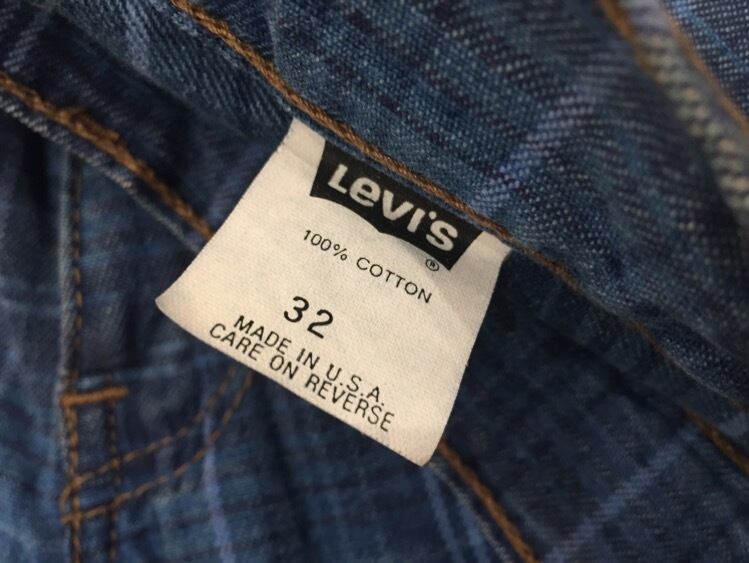 Levi's
®
100% COTTON
32
MADE IN U.S.A.
CARE ON REVERSE